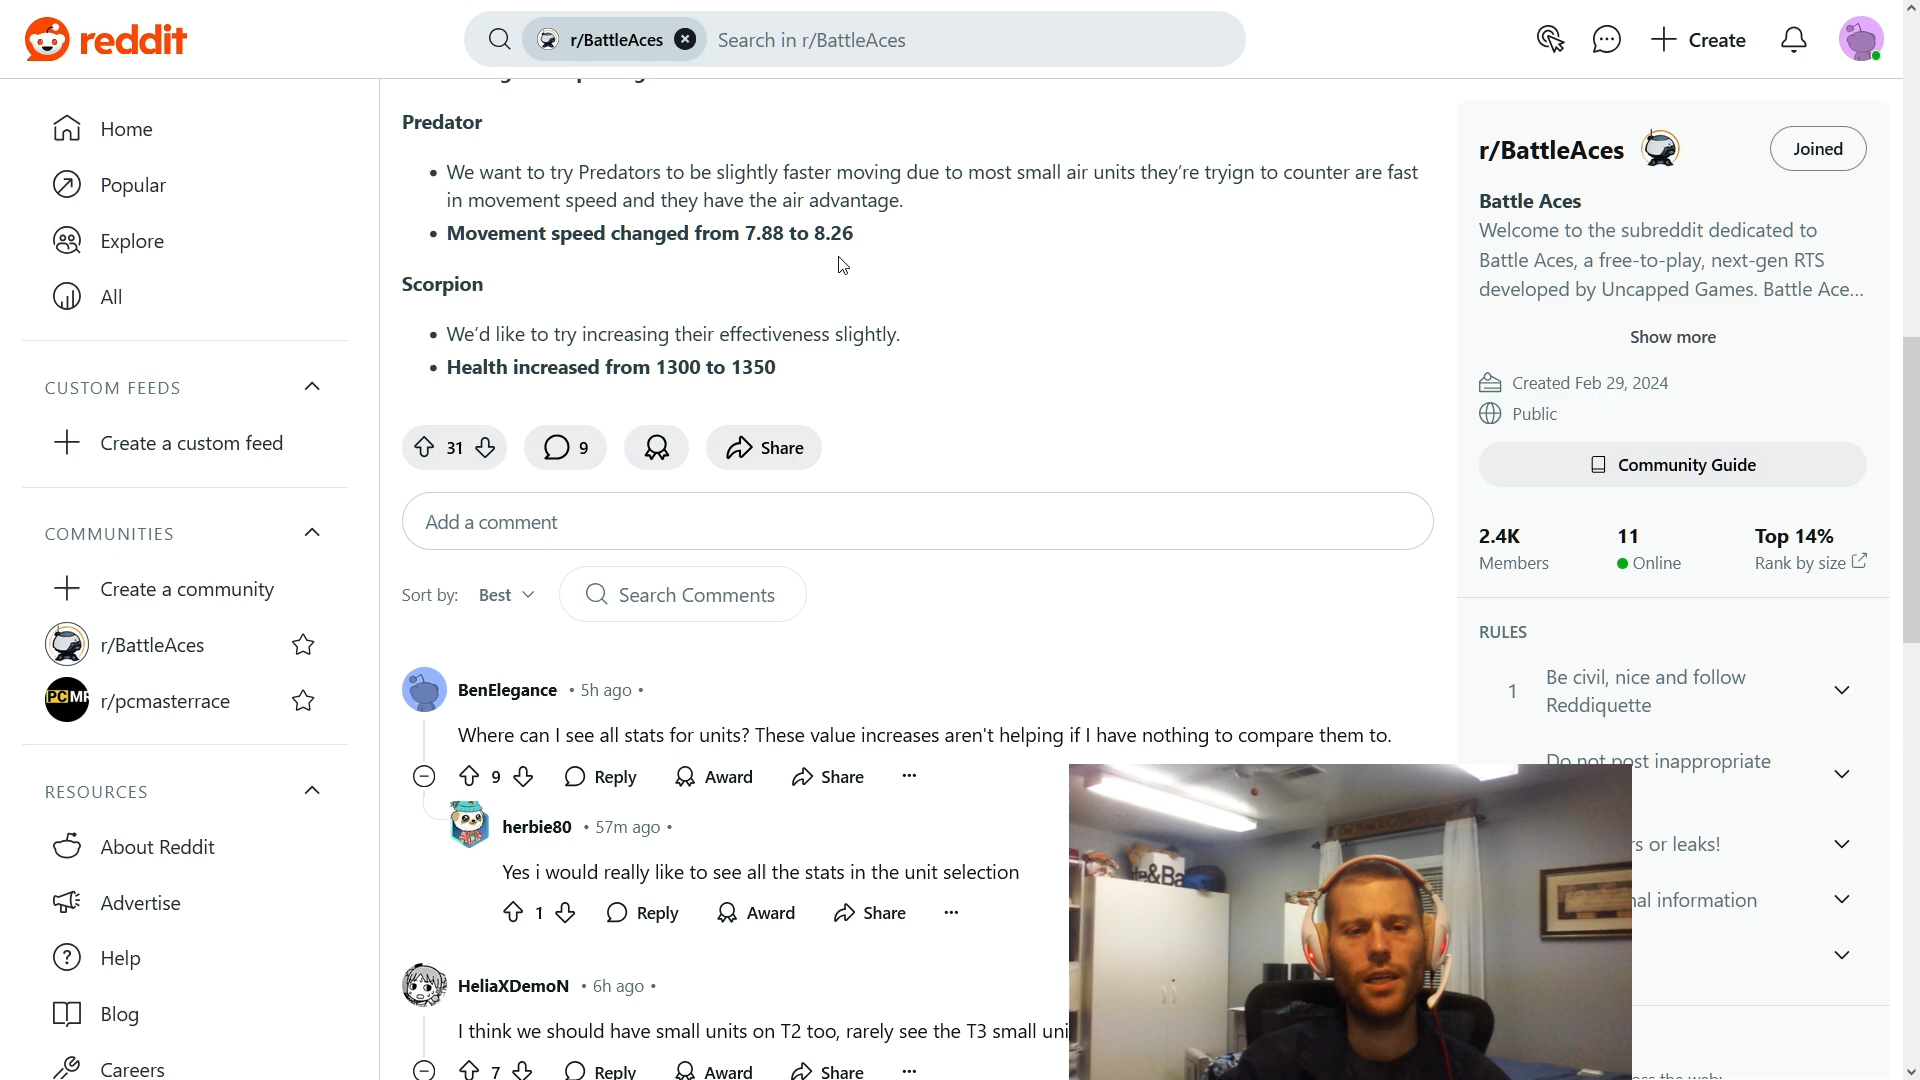 reddit
r/BattleAces
Search in r/BattleAces
Create
Home
Popular
Explore
All
CUSTOM FEEDS
Create a custom feed
COMMUNITIES
Create a community
r/BattleAces
r/pcmasterrace
RESOURCES
About Reddit
Advertise
Help
Blog
Careers
Predator
• We want to try Predators to be slightly faster moving due to most small air units they're tryign to counter are fast
in movement speed and they have the air advantage.
• Movement speed changed from 7.88 to 8.26
Scorpion
• We'd like to try increasing their effectiveness slightly.
• Health increased from 1300 to 1350
31
9
Share
Add a comment
Sort by: Best
Search Comments
BenElegance • 5h ago •
Where can I see all stats for units? These value increases aren't helping if I have nothing to compare them to.
9 Reply Award Share
herbie80 • 57m ago •
Yes i would really like to see all the stats in the unit selection
1 Reply Award Share
HeliaXDemoN • 6h ago •
I think we should have small units on T2 too, rarely see the T3 small uni
7 Reply Award Share
r/BattleAces
Joined
Battle Aces
Welcome to the subreddit dedicated to
Battle Aces, a free-to-play, next-gen RTS
developed by Uncapped Games. Battle Ace...
Show more
Created Feb 29, 2024
Public
Community Guide
2.4K 11 Top 14%
Members Online Rank by size
RULES
1 Be civil, nice and follow
Reddiquette
Do not post inappropriate
rs or leaks!
nal information